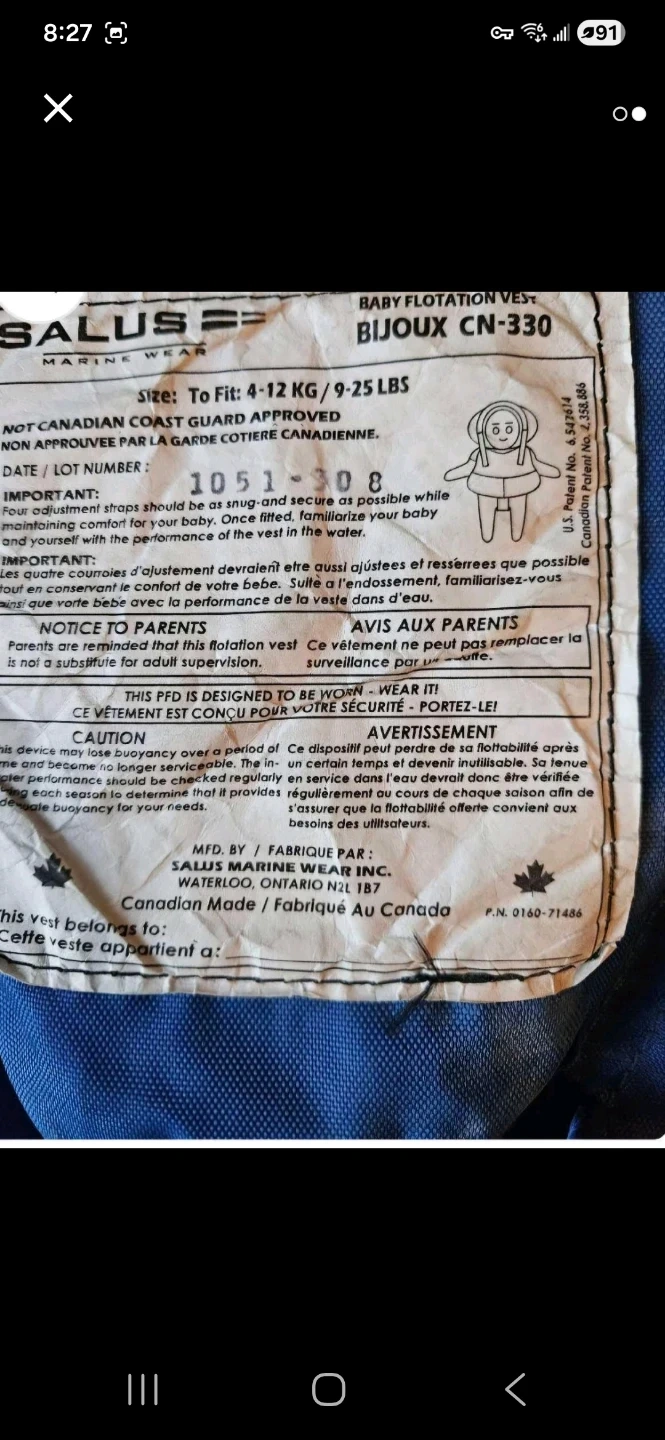 8:27
91
BABY FLOTATION VEST
SALUS
BIJOUX CN-330
MARINE WEAR
Size: To Fit: 4-12 KG / 9-25 LBS
NOT CANADIAN COAST GUARD APPROVED
NON APPROUVEE PAR LA GARDE COTIERE CANADIENNE.
DATE / LOT NUMBER :
1051-308
U.S. Patent No. 6,547614
Canadian Patent No. 2,358,886
IMPORTANT:
Four adjustment straps should be as snug and secure as possible while
maintaining comfort for your baby. Once fitted, familiarize your baby
and yourself with the performance of the vest in the water.
IMPORTANT:
Les quatre courroies d'ajustement devraient etre aussi ajústees et resserrees que possible
tout en conservant le confort de votre bebe. Suite a l'endossement, familiarisez-vous
ainsi que vorte bebe avec la performance de la veste dans d'eau.
NOTICE TO PARENTS
Parents are reminded that this flotation vest
is not a substitute for adult supervision.
AVIS AUX PARENTS
Ce vêtement ne peut pas remplacer la
surveillance par
THIS PFD IS DESIGNED TO BE WORN - WEAR IT!
CE VÊTEMENT EST CONÇU POUR VOTRE SÉCURITÉ - PORTEZ-LE!
CAUTION
his device may lose buoyancy over a period of
me and become no longer serviceable. The in-
ater performance should be checked regularly
each season to determine that it provides
buoyancy for your needs.
AVERTISSEMENT
Ce dispositif peut perdre de sa flottabilité après
un certain temps et devenir inutilisable. Sa tenue
en service dans l'eau devrait donc être vérifiée
régulièrement au cours de chaque saison afin de
s'assurer que la flottabilité offerte convient aux
besoins des utilisateurs.
MFD. BY / FABRIQUE PAR :
SALUS MARINE WEAR INC.
WATERLOO, ONTARIO N2L 1B7
Canadian Made / Fabriqué Au Canada
P.N. 0160-71486
This vest belongs to:
Cette veste appartient a: